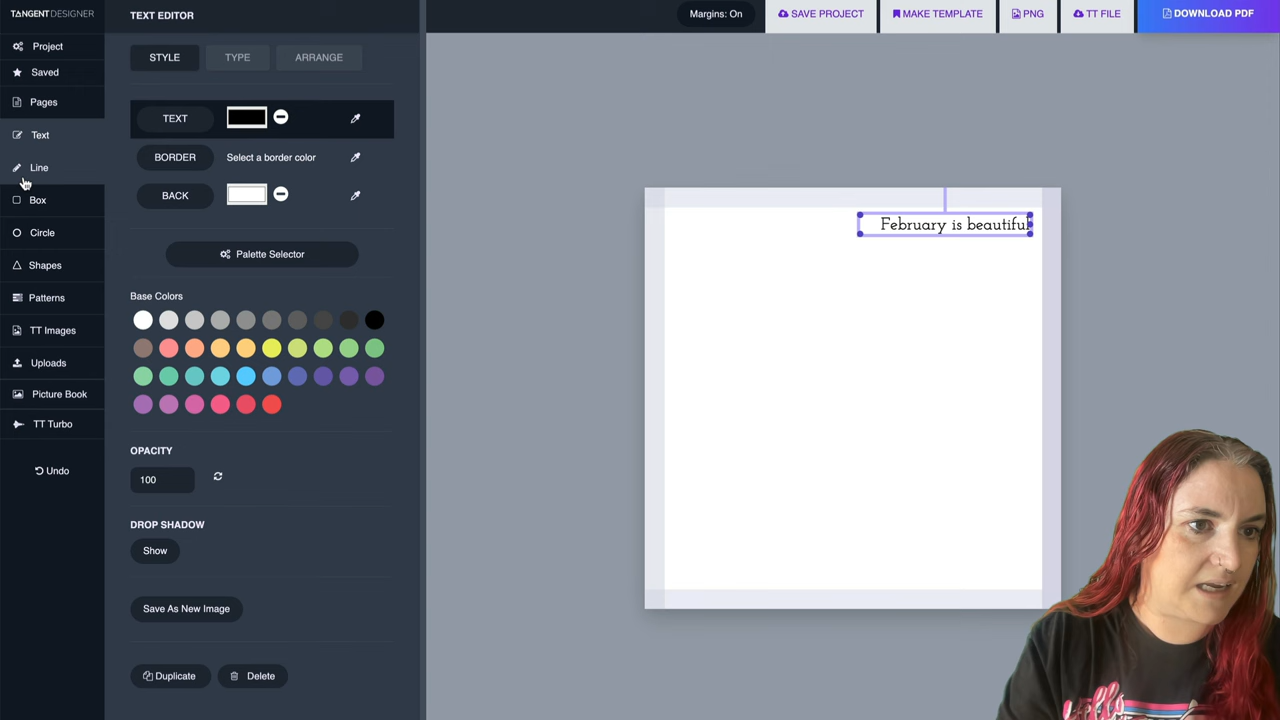 TANGENT DESIGNER
Project
Saved
Pages
Text
Line
Box
Circle
Shapes
Patterns
TT Images
Uploads
Picture Book
TT Turbo
Undo
TEXT EDITOR
STYLE
TYPE
ARRANGE
TEXT
BORDER
Select a border color
BACK
Palette Selector
Base Colors
OPACITY
100
DROP SHADOW
Show
Save As New Image
Duplicate
Delete
Margins: On
SAVE PROJECT
MAKE TEMPLATE
PNG
TT FILE
DOWNLOAD PDF
February is beautiful